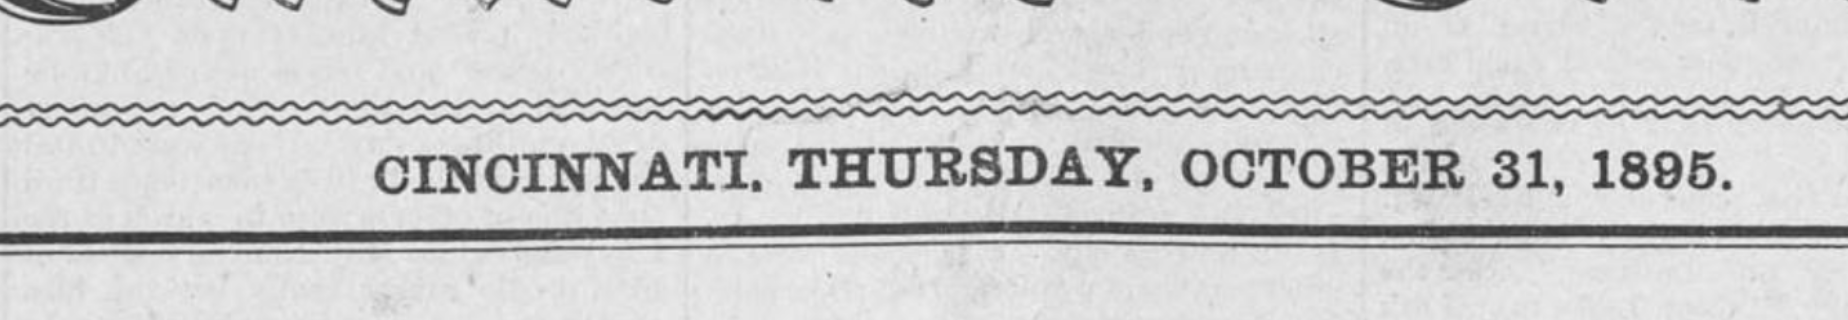 CINCINNATI, THURSDAY, OCTOBER 31, 1895.